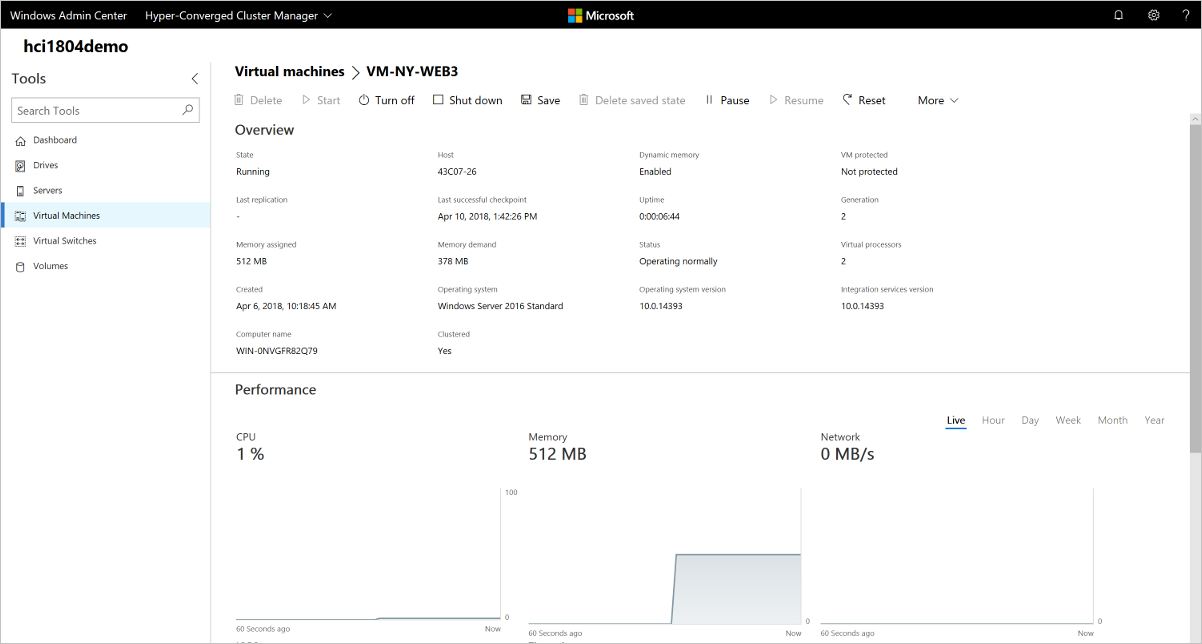 Windows Admin Center Hyper-Converged Cluster Manager Microsoft ?
hci1804demo
Tools
Search Tools
Dashboard
Drives
Servers
Virtual Machines
Virtual Switches
Volumes
Virtual machines > VM-NY-WEB3
Delete Start Turn off Shut down Save Delete saved state Pause Resume Reset More
Overview
State Host Dynamic memory VM protected
Running 43C07-26 Enabled Not protected
Last replication Last successful checkpoint Uptime Generation
- Apr 10, 2018, 1:42:26 PM 0:00:06:44 2
Memory assigned Memory demand Status Virtual processors
512 MB 378 MB Operating normally 2
Created Operating system Operating system version Integration services version
Apr 6, 2018, 10:18:45 AM Windows Server 2016 Standard 10.0.14393 10.0.14393
Computer name Clustered
WIN-0NVGFR82Q79 Yes
Performance
Live Hour Day Week Month Year
CPU Memory Network
1 % 512 MB 0 MB/s
100
0 0 0
60 Seconds ago Now 60 Seconds ago Now 60 Seconds ago Now